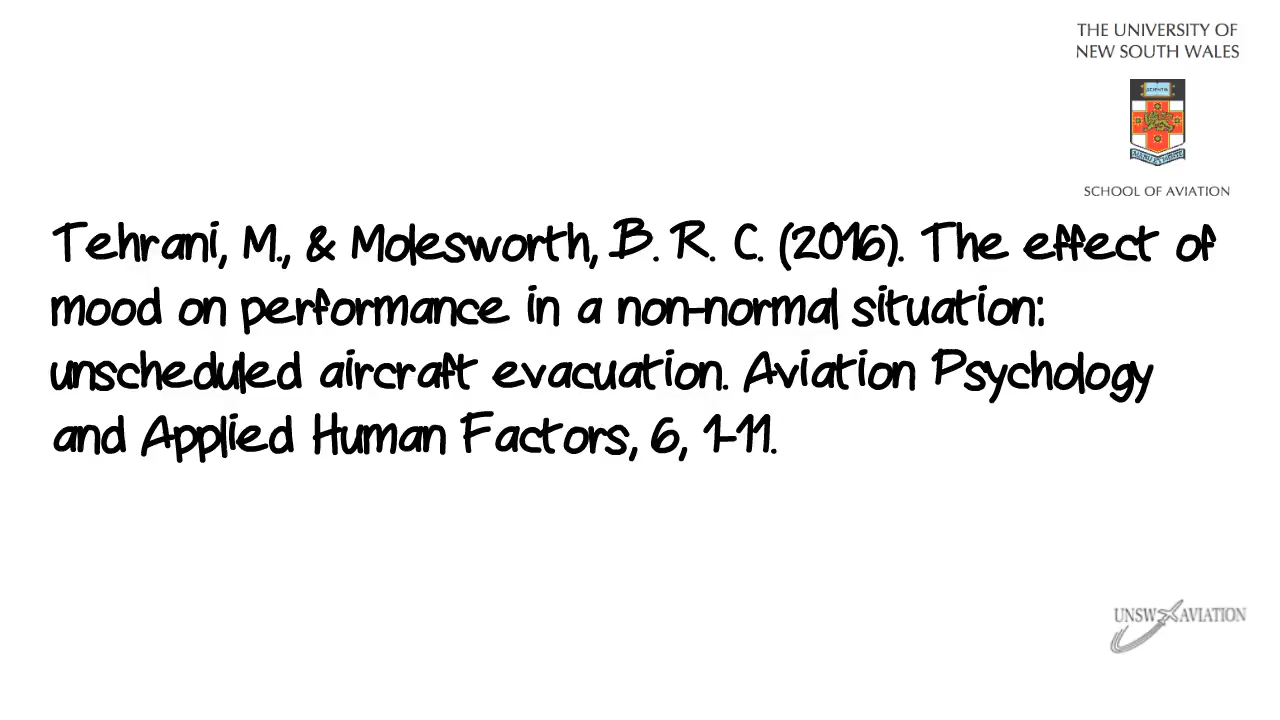 THE UNIVERSITY OF
NEW SOUTH WALES
SCIENTIA
SCHOOL OF AVIATION
Tehrani, M., & Molesworth, B. R. C. (2016). The effect of
mood on performance in a non-normal situation:
unscheduled aircraft evacuation. Aviation Psychology
and Applied Human Factors, 6, 1-11.
UNSW AVIATION